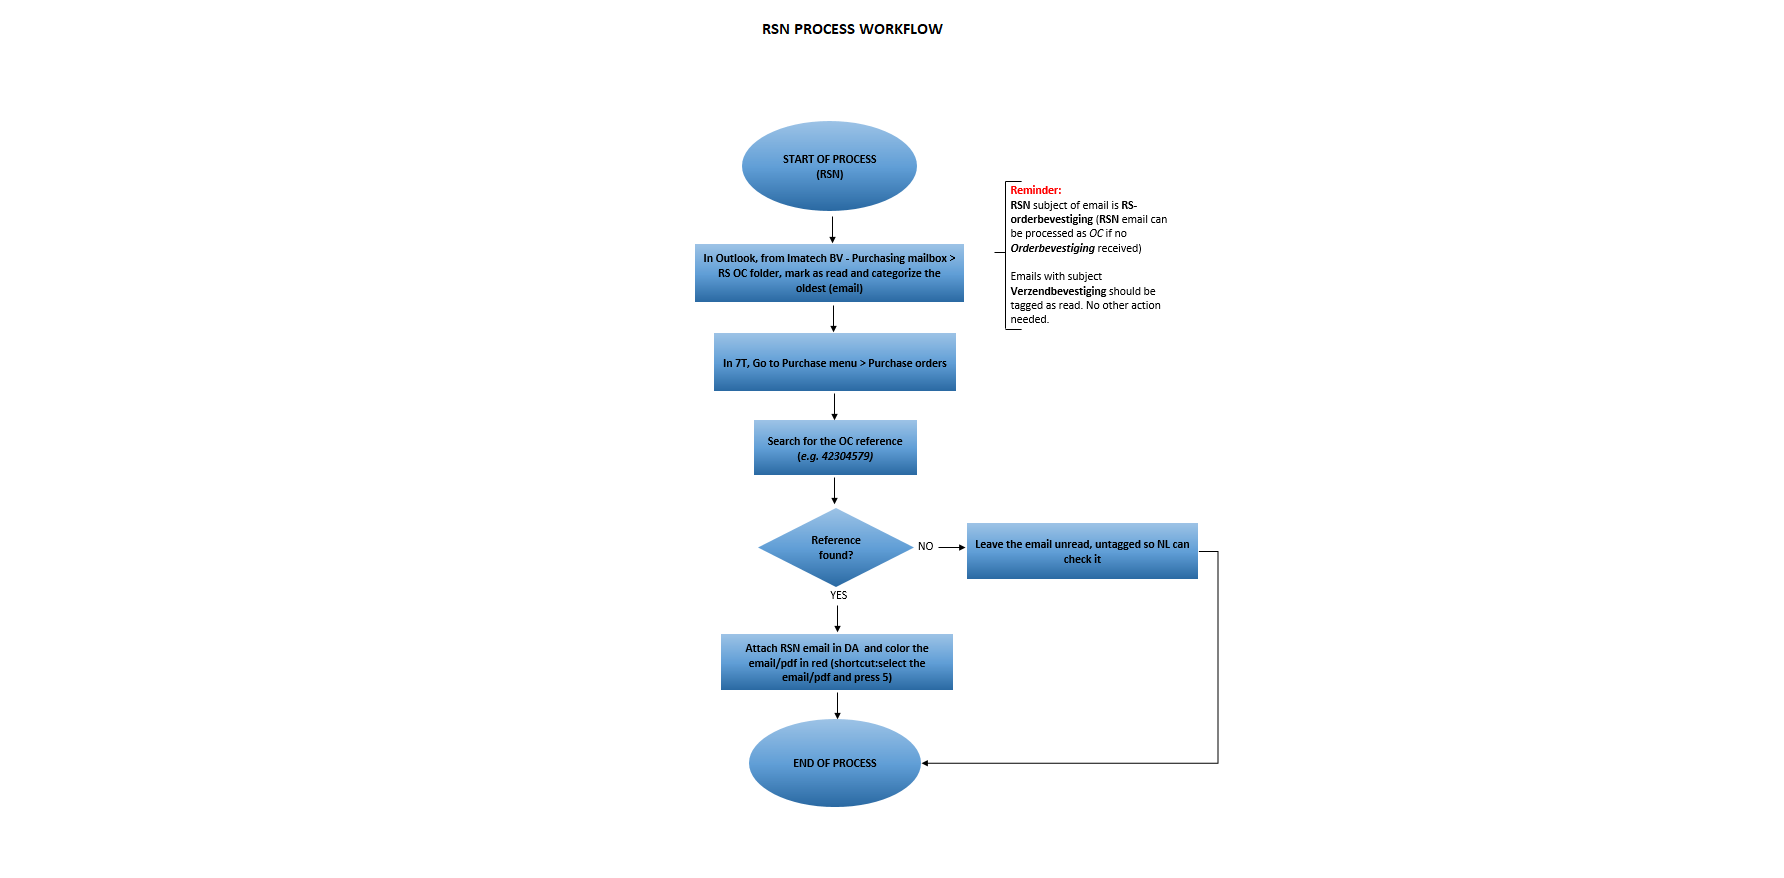 RSN PROCESS WORKFLOW
START OF PROCESS
(RSN)
Reminder:
RSN subject of email is RS-
orderbevestiging (RSN email can
be processed as OC if no
Orderbevestiging received)
Emails with subject
Verzendbevestiging should be
tagged as read. No other action
needed.
In Outlook, from Imatech BV - Purchasing mailbox >
RS OC folder, mark as read and categorize the
oldest (email)
In 7T, Go to Purchase menu > Purchase orders
Search for the OC reference
(e.g. 42304579)
Reference
found?
NO
Leave the email unread, untagged so NL can
check it
YES
Attach RSN email in DA  and color the
email/pdf in red (shortcut:select the
email/pdf and press 5)
END OF PROCESS